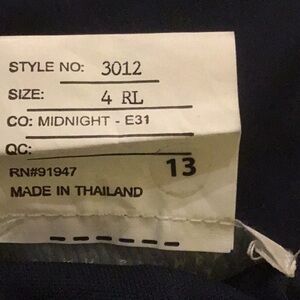 STYLE NO: 3012
SIZE: 4 RL
CO: MIDNIGHT - E31
QC:
RN#91947 13
MADE IN THAILAND